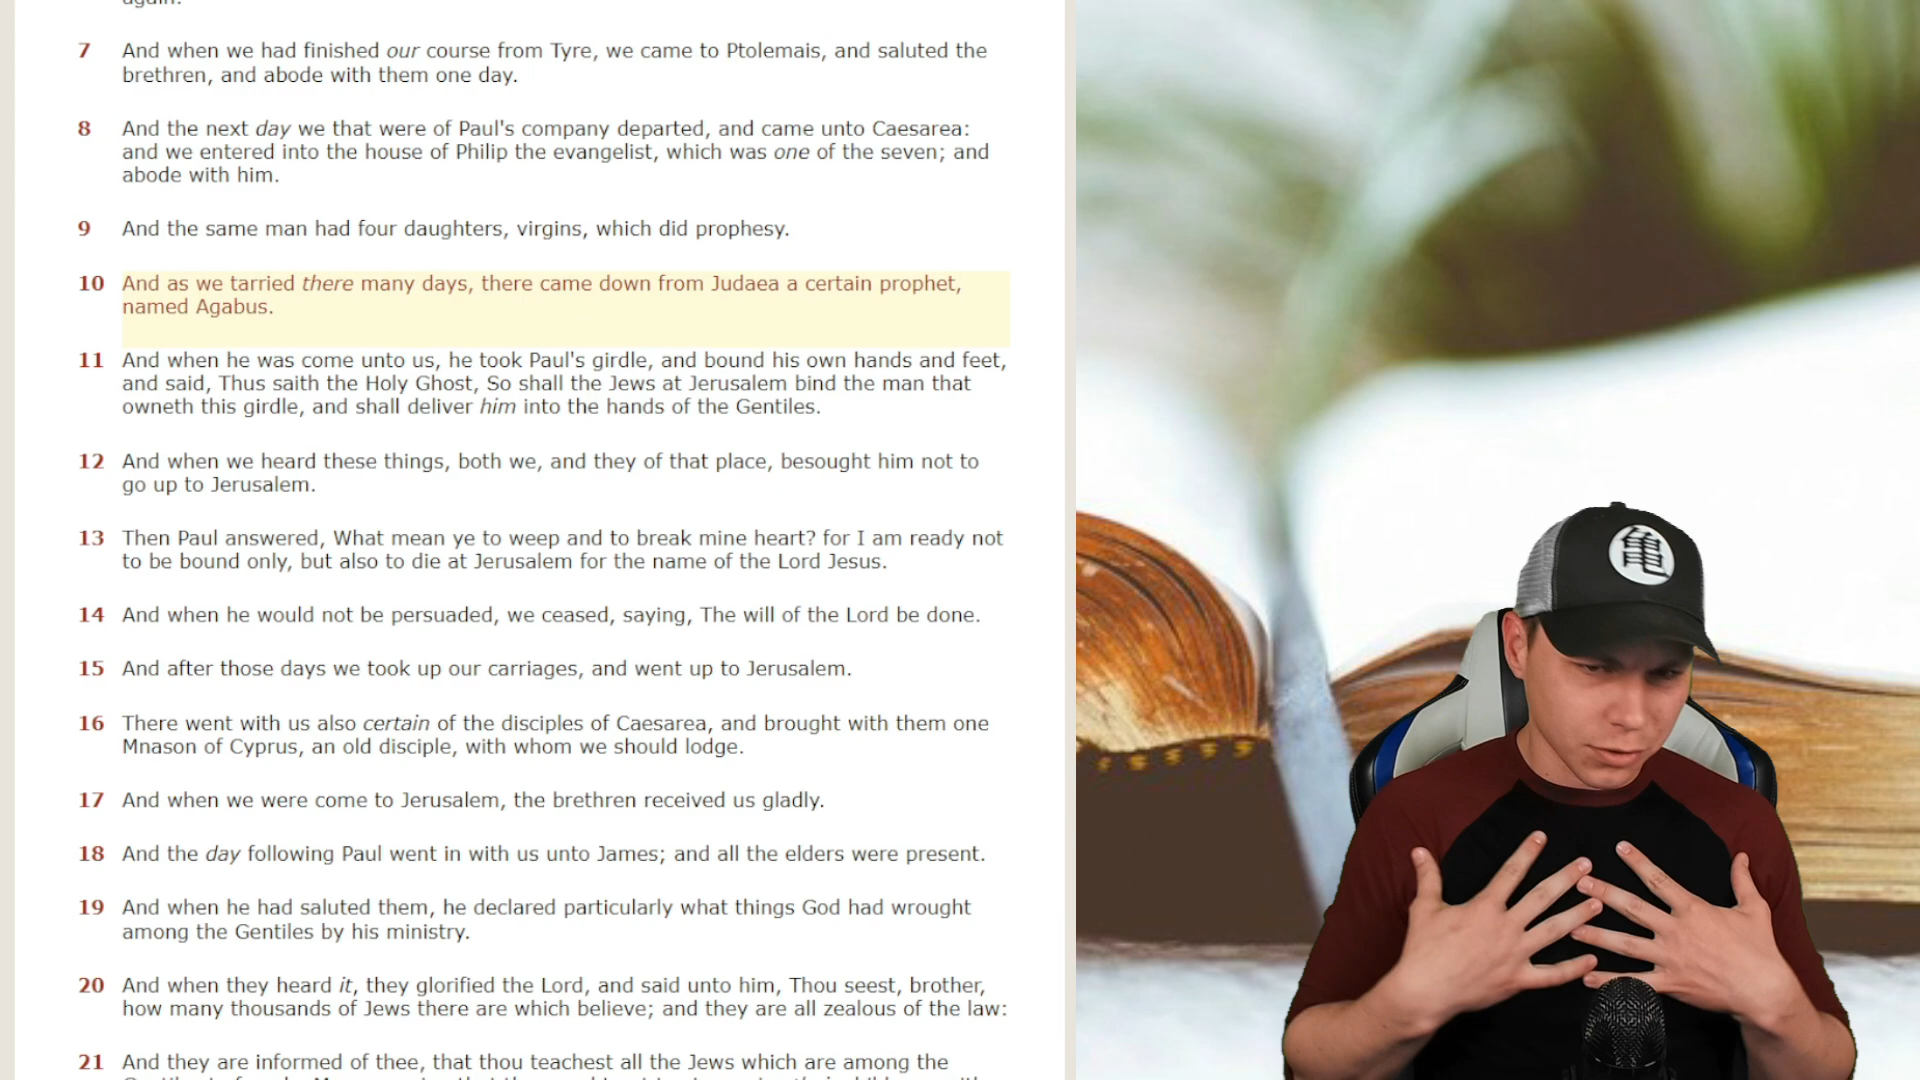 again.
7 And when we had finished our course from Tyre, we came to Ptolemais, and saluted the
brethren, and abode with them one day.
8 And the next day we that were of Paul's company departed, and came unto Caesarea:
and we entered into the house of Philip the evangelist, which was one of the seven; and
abode with him.
9 And the same man had four daughters, virgins, which did prophesy.
10 And as we tarried there many days, there came down from Judaea a certain prophet,
named Agabus.
11 And when he was come unto us, he took Paul's girdle, and bound his own hands and feet,
and said, Thus saith the Holy Ghost, So shall the Jews at Jerusalem bind the man that
owneth this girdle, and shall deliver him into the hands of the Gentiles.
12 And when we heard these things, both we, and they of that place, besought him not to
go up to Jerusalem.
13 Then Paul answered, What mean ye to weep and to break mine heart? for I am ready not
to be bound only, but also to die at Jerusalem for the name of the Lord Jesus.
14 And when he would not be persuaded, we ceased, saying, The will of the Lord be done.
15 And after those days we took up our carriages, and went up to Jerusalem.
16 There went with us also certain of the disciples of Caesarea, and brought with them one
Mnason of Cyprus, an old disciple, with whom we should lodge.
17 And when we were come to Jerusalem, the brethren received us gladly.
18 And the day following Paul went in with us unto James; and all the elders were present.
19 And when he had saluted them, he declared particularly what things God had wrought
among the Gentiles by his ministry.
20 And when they heard it, they glorified the Lord, and said unto him, Thou seest, brother,
how many thousands of Jews there are which believe; and they are all zealous of the law:
21 And they are informed of thee, that thou teachest all the Jews which are among the
亀